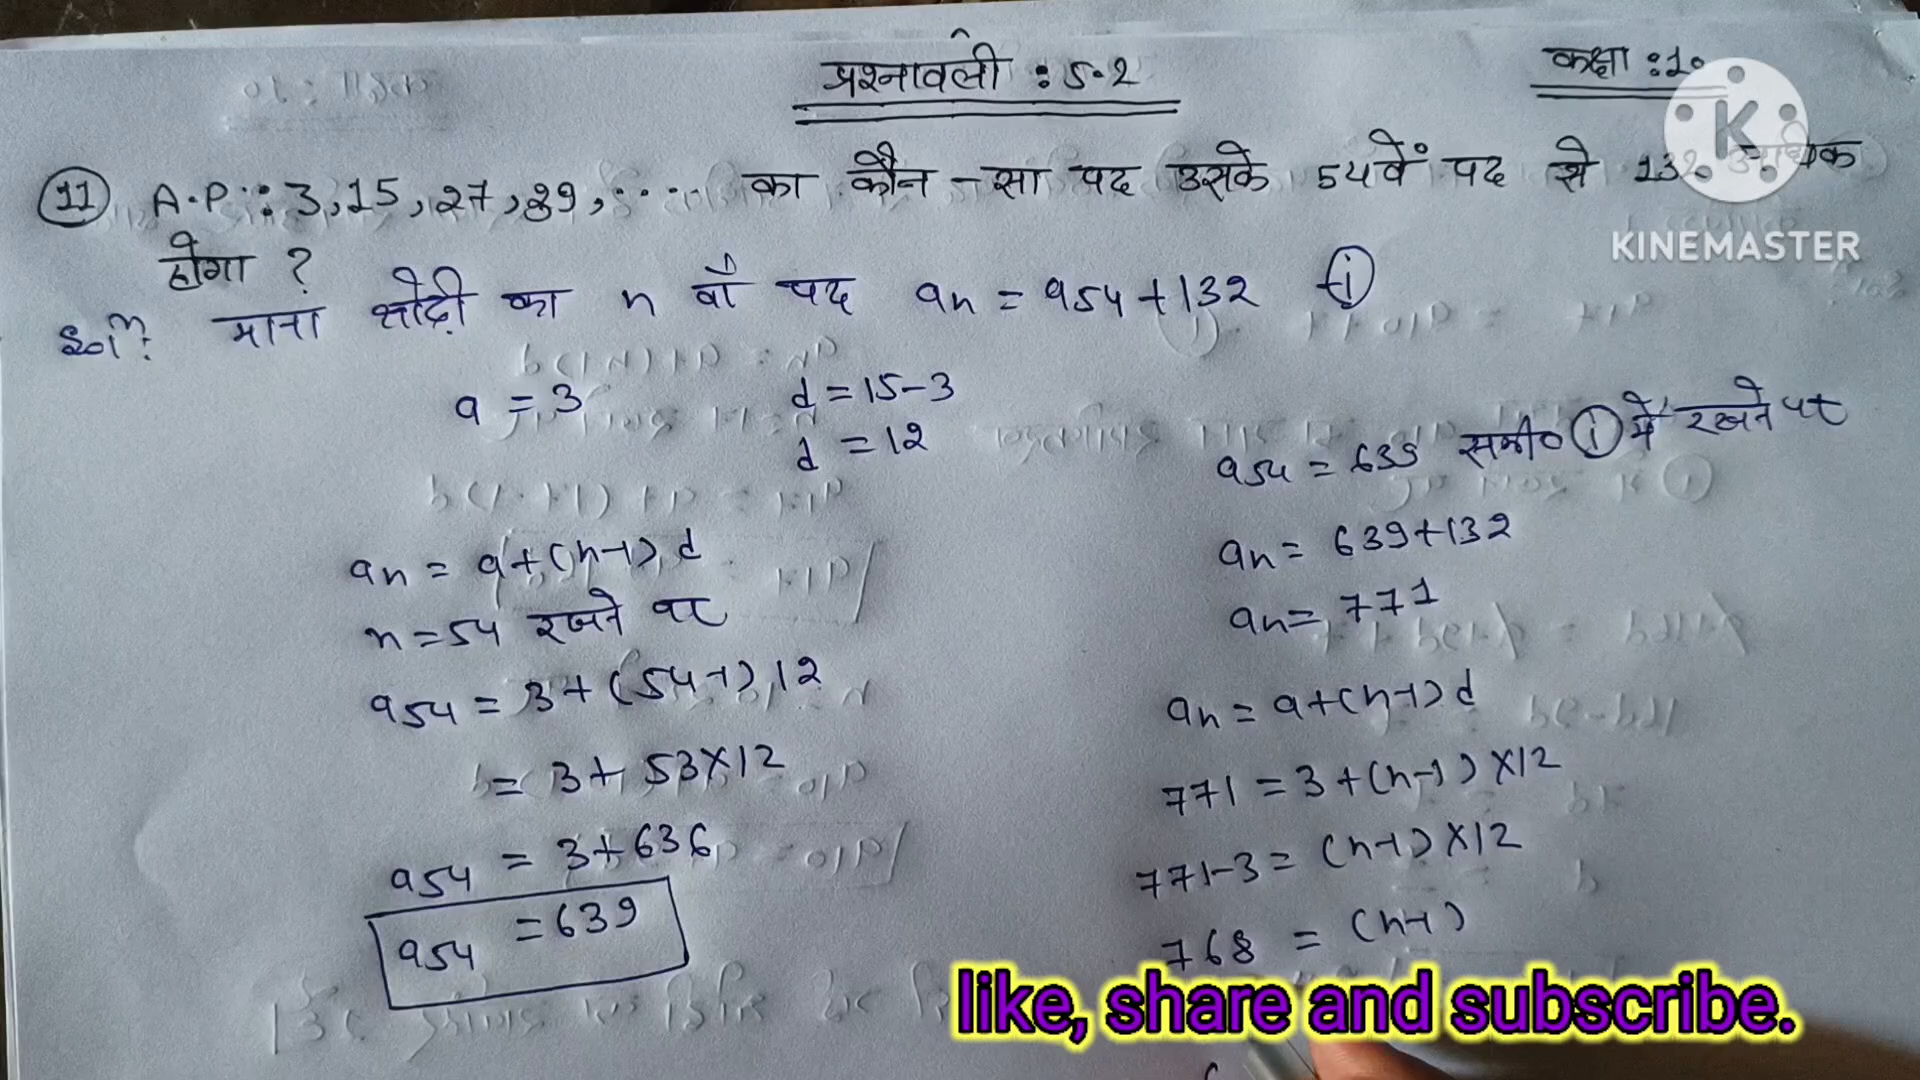 प्रश्नावली : 5.2
कक्षा : 10
11 A.P.: 3, 15, 27, 39, .... का कौन-सा पद उसके 54वें पद से 132 अधिक
होगा ?
KINEMASTER
Solⁿ: माना श्रेढ़ी का n वाँ पद an = a54 + 132 - i
a = 3
d = 15-3
d = 12
an = a+(n-1)d
n = 54 रखने पर
a54 = 3+(54-1)12
= 3+ 53×12
a54 = 3+636
a54 = 639
a54 = 639 समी० i में रखने पर
an = 639+132
an = 771
an = a+(n-1)d
771 = 3+(n-1)×12
771-3 = (n-1)×12
768 = (n-1)
like, share and subscribe.